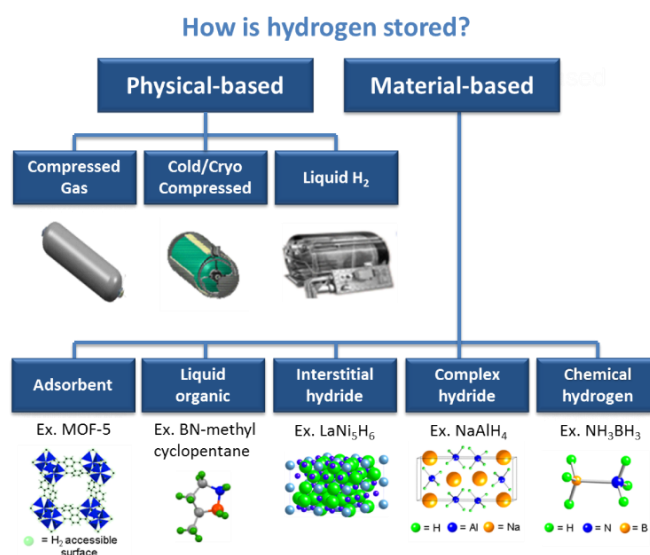 How is hydrogen stored?
Physical-based
Material-based
Compressed
Gas
Cold/Cryo
Compressed
Liquid H₂
Adsorbent
Liquid
organic
Interstitial
hydride
Complex
hydride
Chemical
hydrogen
Ex. MOF-5
Ex. BN-methyl
cyclopentane
Ex. LaNi₅H₆
Ex. NaAlH₄
Ex. NH₃BH₃
= H₂ accessible
surface
= H = Al = Na
= H = N = B